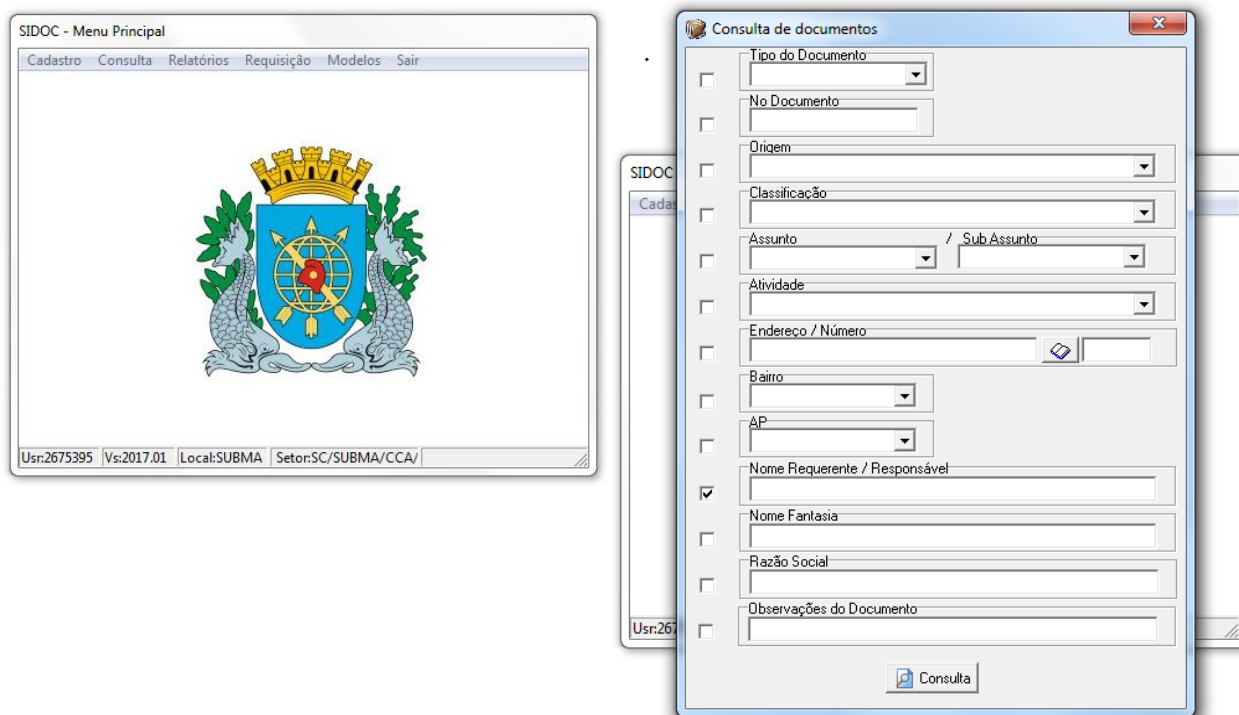 SIDOC - Menu Principal
Cadastro Consulta Relatórios Requisição Modelos Sair
Usr:2675395 Vs:2017.01 Local:SUBMA Setor:SC/SUBMA/CCA/
SIDOC
Cadas
Usr:267
Consulta de documentos
Tipo do Documento
No Documento
Origem
Classificação
Assunto / Sub Assunto
Atividade
Endereço / Número
Bairro
AP
Nome Requerente / Responsável
Nome Fantasia
Razão Social
Observações do Documento
Consulta